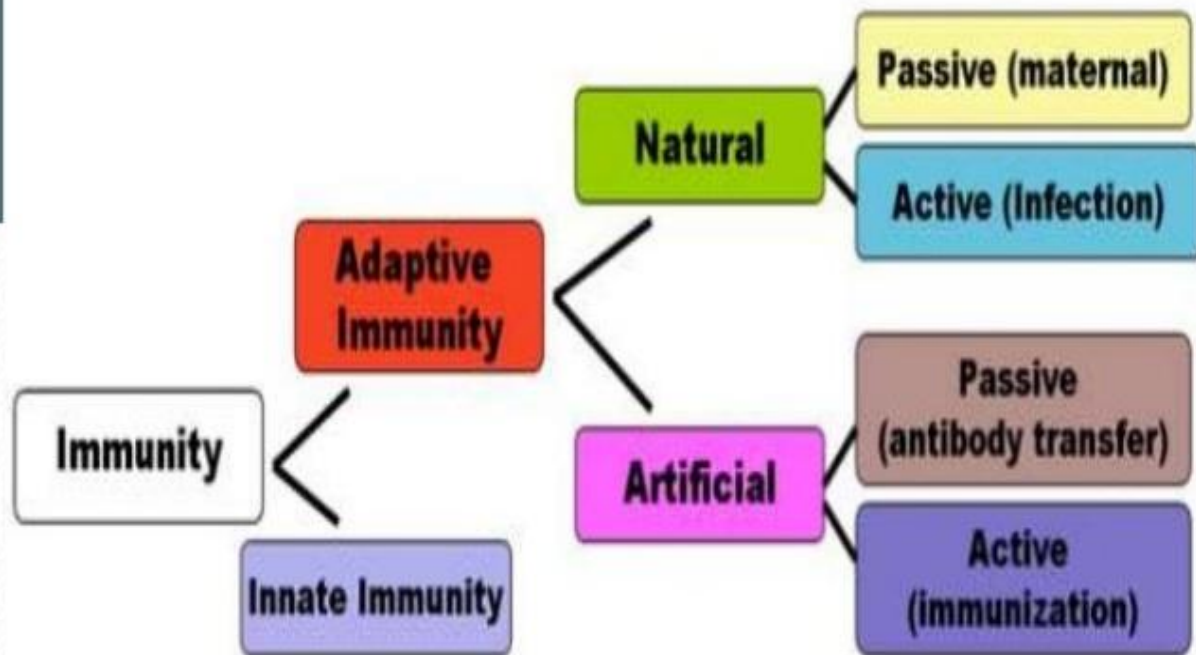 Passive (maternal)
Natural
Active (Infection)
Adaptive
Immunity
Passive
(antibody transfer)
Immunity
Artificial
Active
(immunization)
Innate Immunity